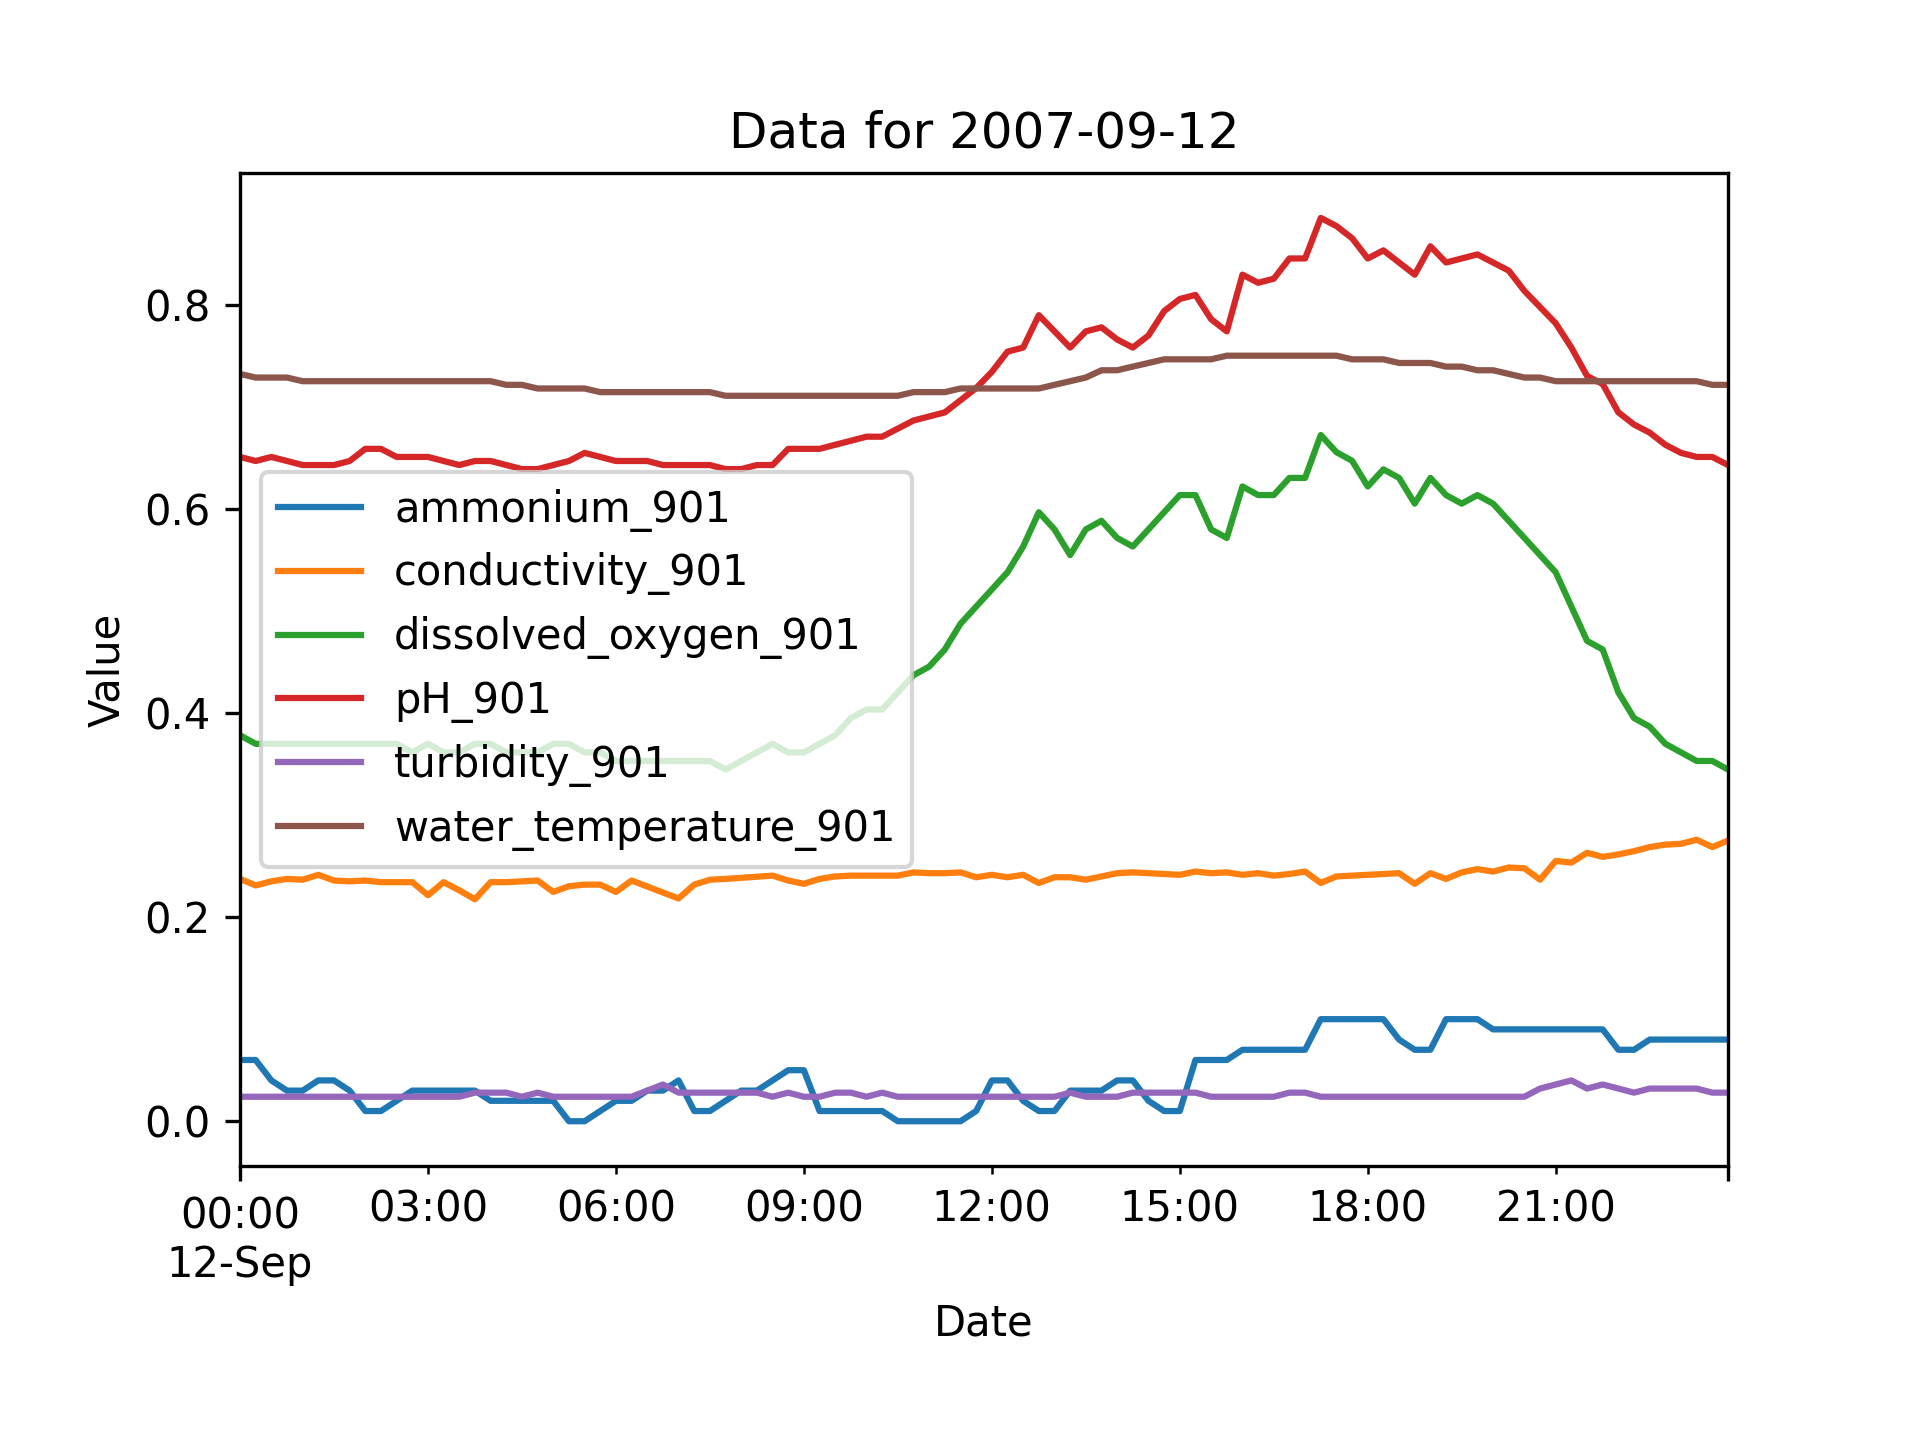 Data for 2007-09-12
Value
0.8
0.6
0.4
0.2
0.0
ammonium_901
conductivity_901
dissolved_oxygen_901
pH_901
turbidity_901
water_temperature_901
00:00 03:00 06:00 09:00 12:00 15:00 18:00 21:00
12-Sep
Date